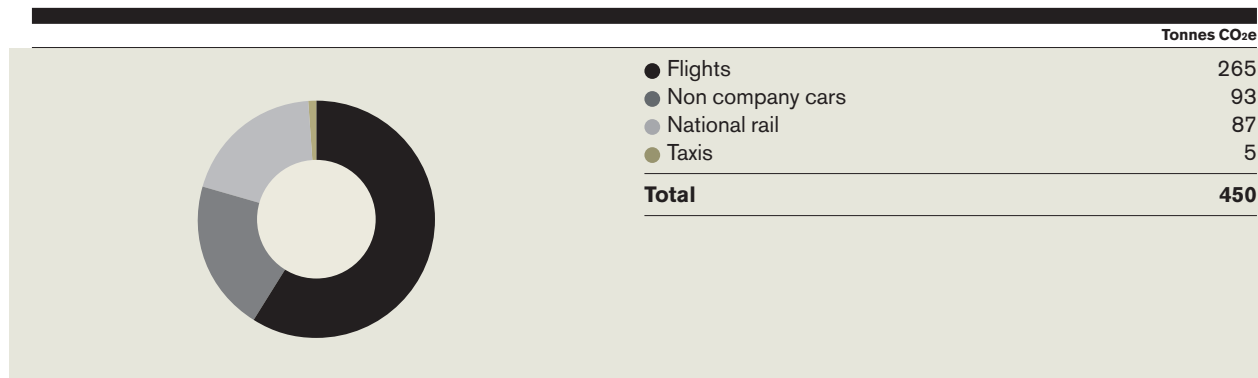 Tonnes CO2e
Flights 265
Non company cars 93
National rail 87
Taxis 5
Total 450